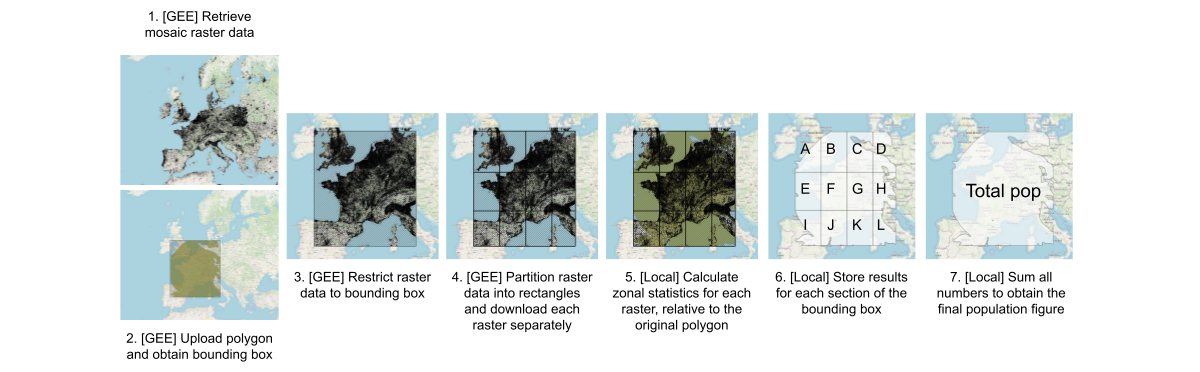 1. [GEE] Retrieve
mosaic raster data
2. [GEE] Upload polygon
and obtain bounding box
3. [GEE] Restrict raster
data to bounding box
4. [GEE] Partition raster
data into rectangles
and download each
raster separately
5. [Local] Calculate
zonal statistics for each
raster, relative to the
original polygon
A B C D
E F G H
I J K L
6. [Local] Store results
for each section of the
bounding box
Total pop
7. [Local] Sum all
numbers to obtain the
final population figure